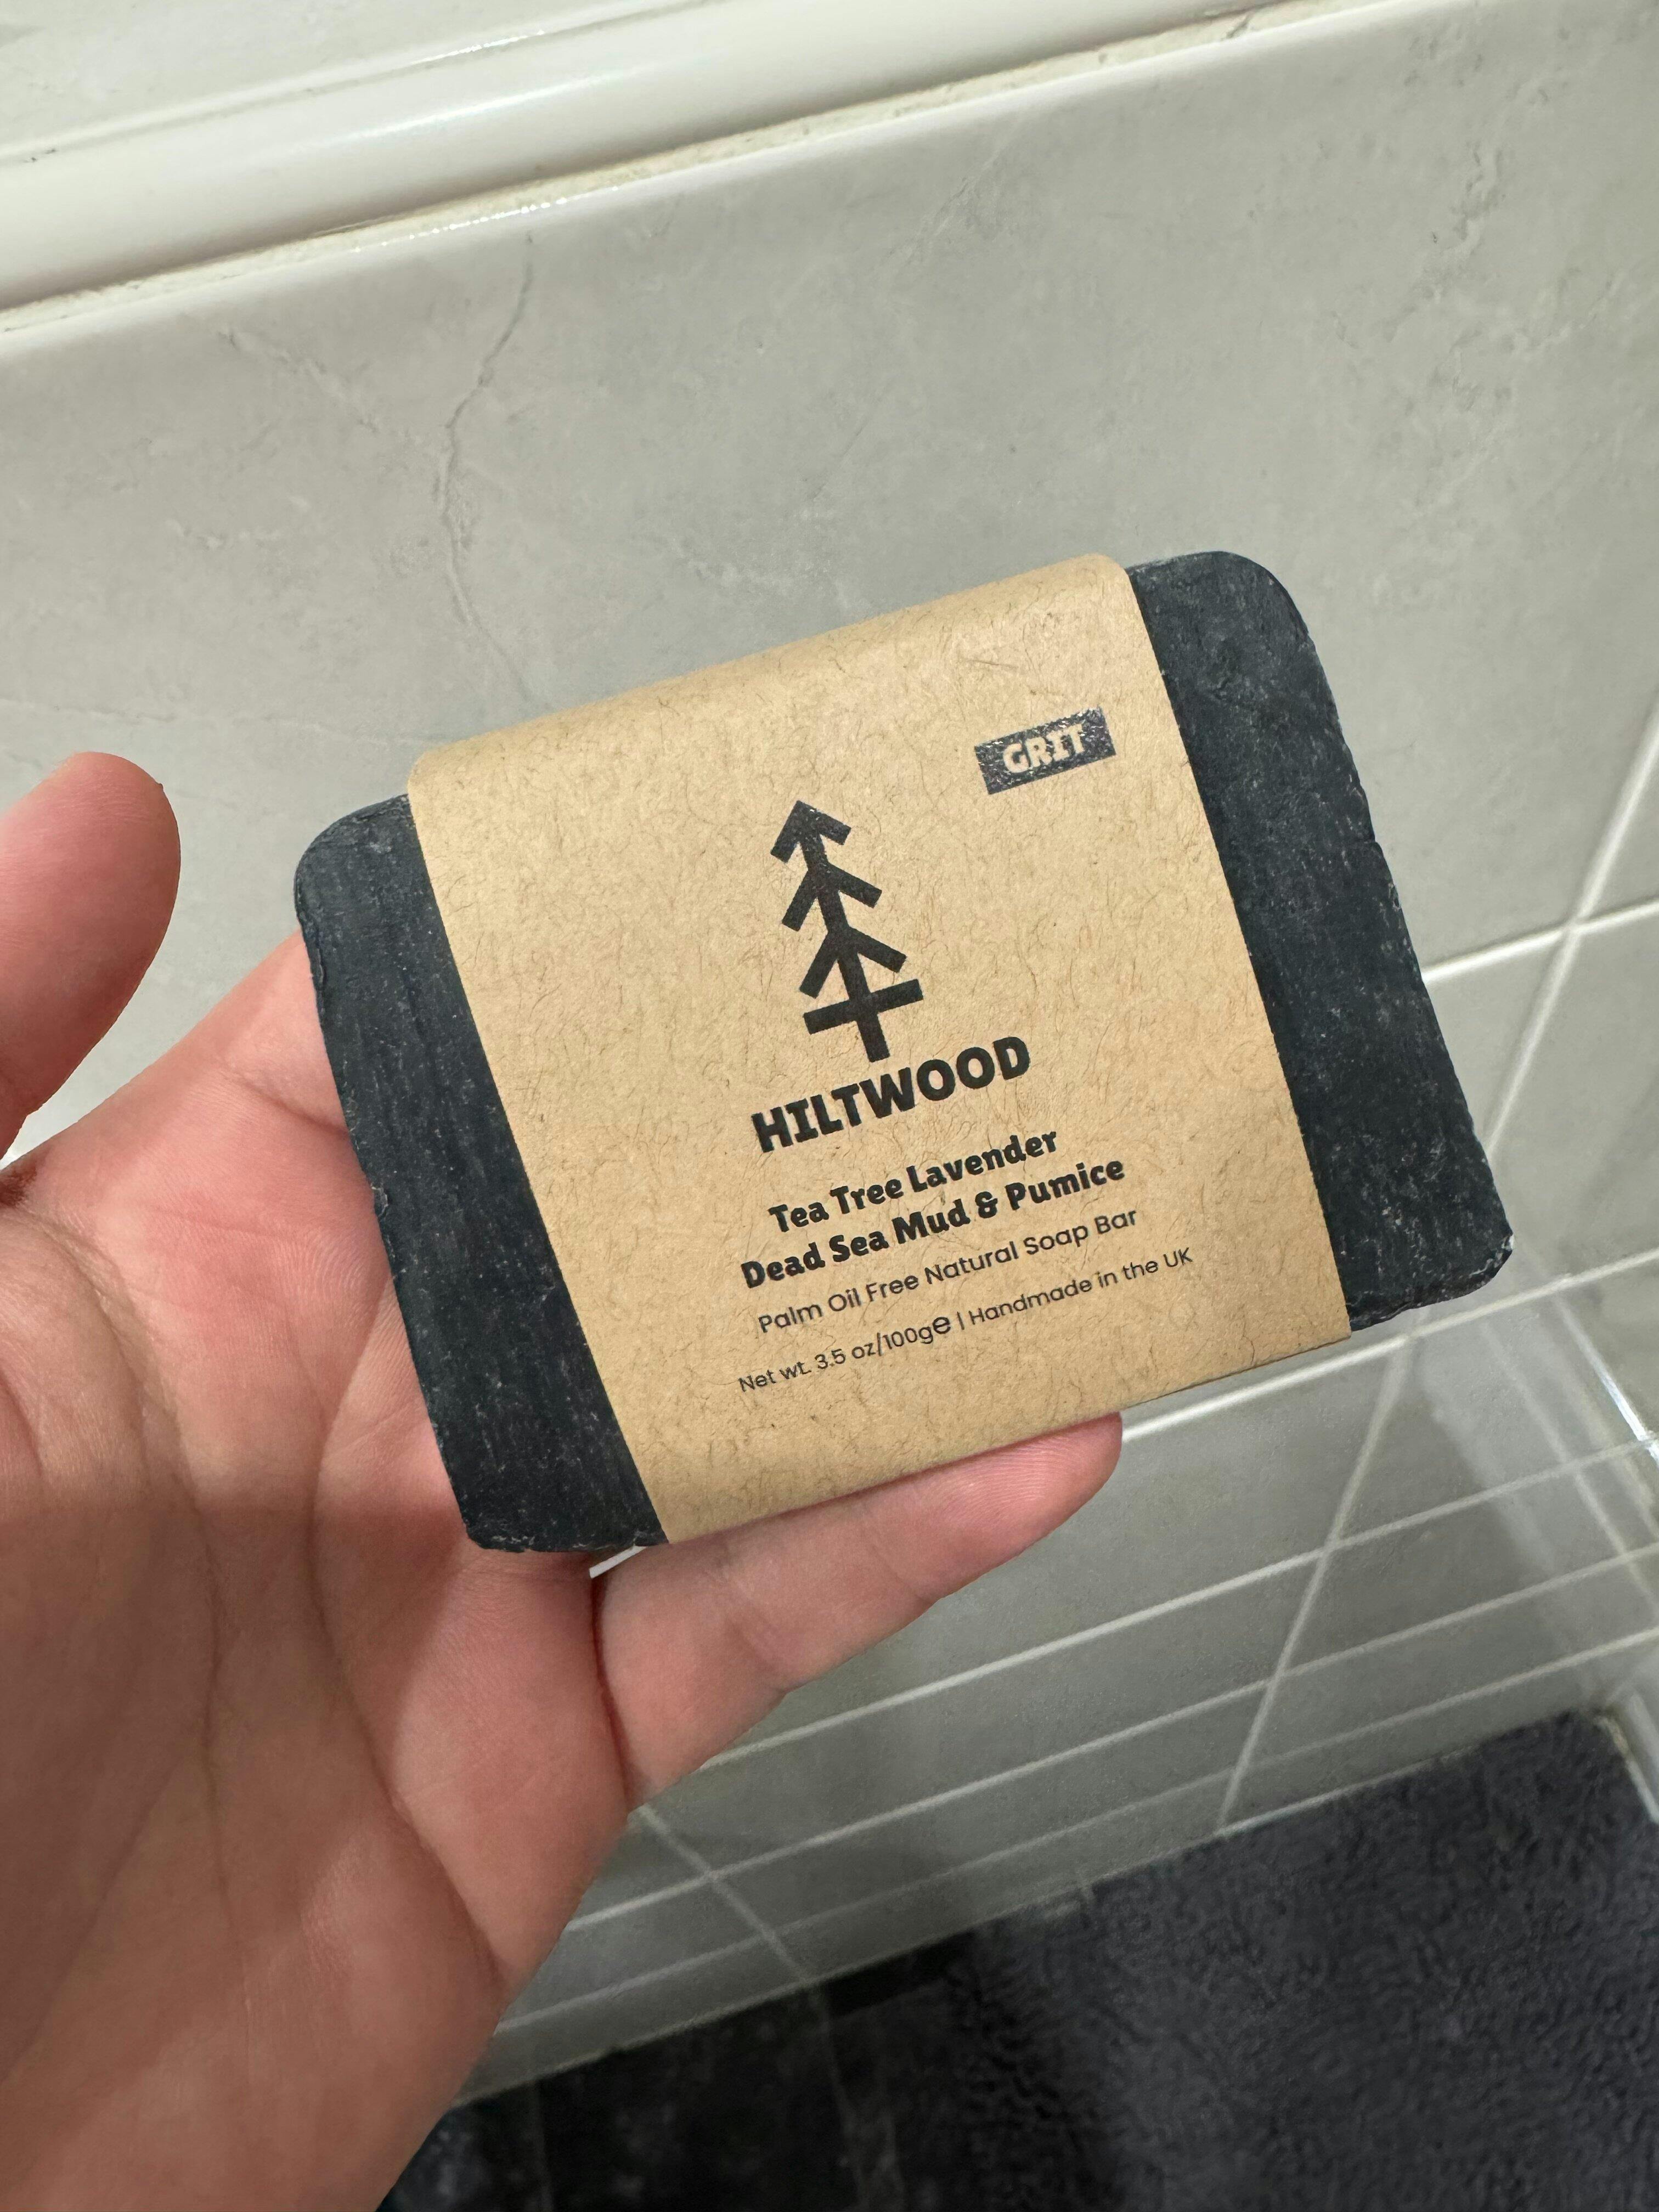 GRIT
HILTWOOD
Tea Tree Lavender
Dead Sea Mud & Pumice
Palm Oil Free Natural Soap Bar
Net wt. 3.5 oz/100g℮ | Handmade in the UK